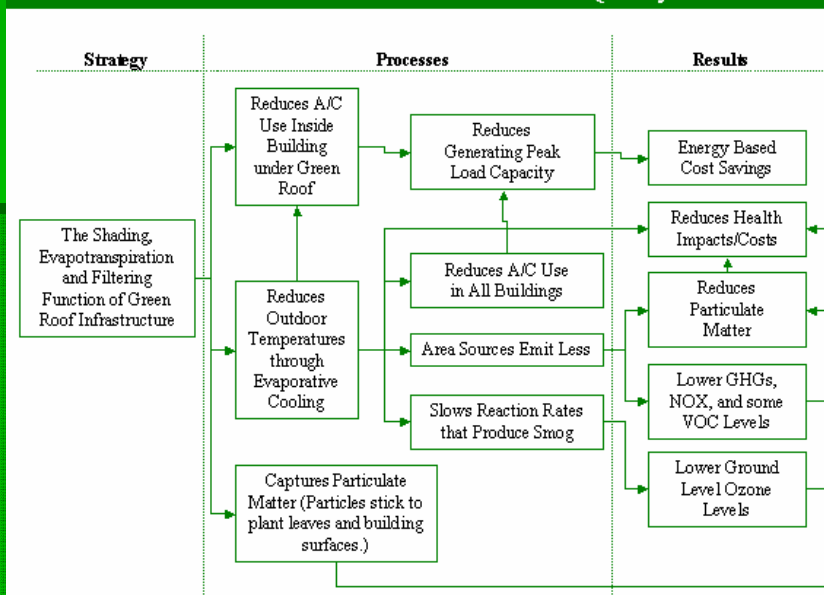 Strategy
Processes
Results
The Shading,
Evapotranspiration
and Filtering
Function of Green
Roof Infrastructure
Reduces A/C
Use Inside
Building
under Green
Roof
Reduces
Outdoor
Temperatures
through
Evaporative
Cooling
Captures Particulate
Matter (Particles stick to
plant leaves and building
surfaces.)
Reduces
Generating Peak
Load Capacity
Reduces A/C Use
in All Buildings
Area Sources Emit Less
Slows Reaction Rates
that Produce Smog
Energy Based
Cost Savings
Reduces Health
Impacts/Costs
Reduces
Particulate
Matter
Lower GHGs,
NOX, and some
VOC Levels
Lower Ground
Level Ozone
Levels